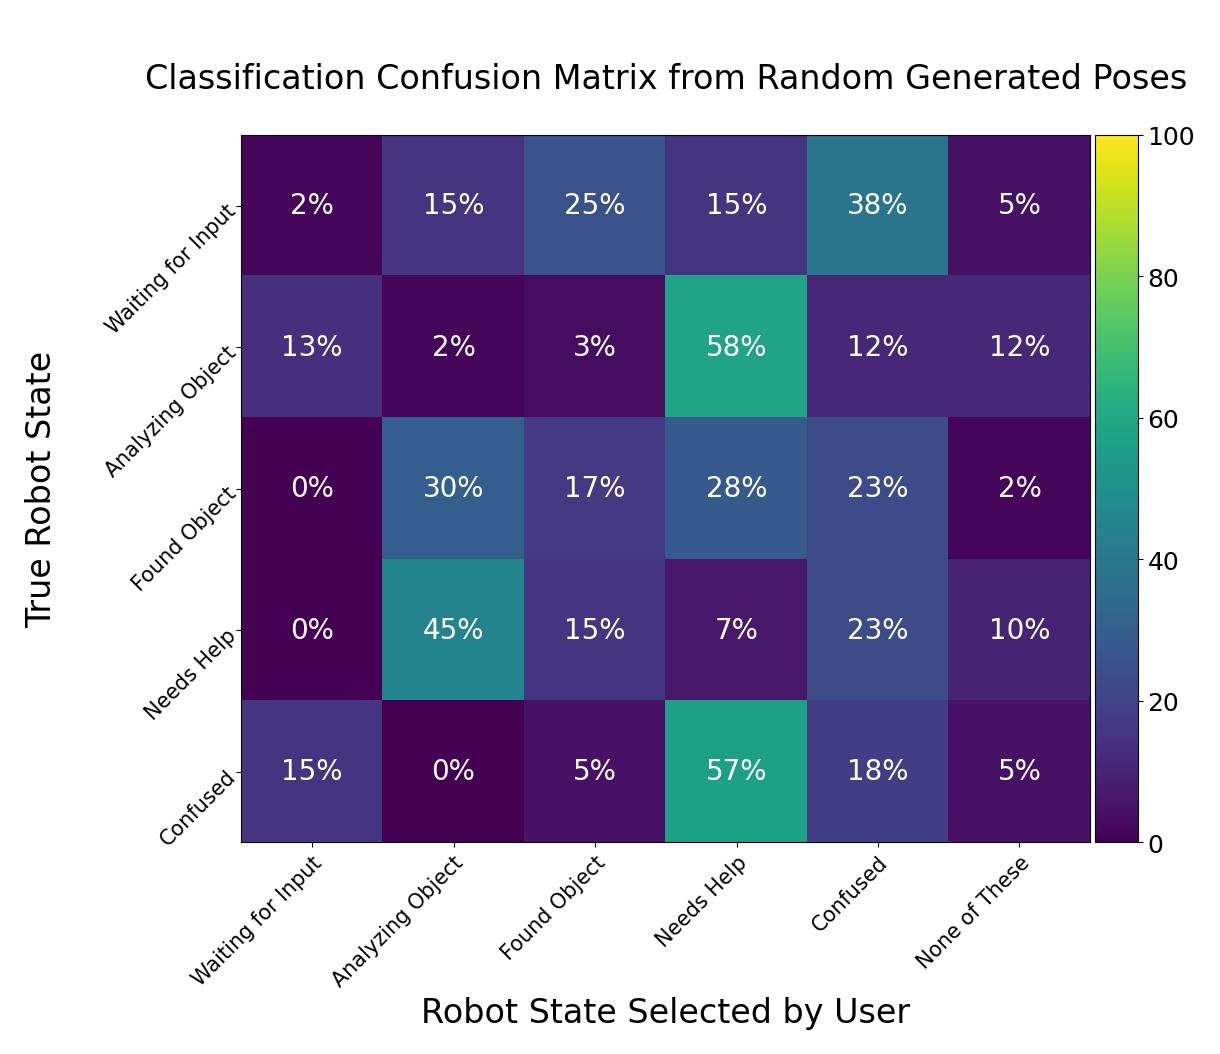 Classification Confusion Matrix from Random Generated Poses
True Robot State
Waiting for Input
2% 15% 25% 15% 38% 5%
Analyzing Object
13% 2% 3% 58% 12% 12%
Found Object
0% 30% 17% 28% 23% 2%
Needs Help
0% 45% 15% 7% 23% 10%
Confused
15% 0% 5% 57% 18% 5%
100
80
60
40
20
0
Waiting for Input
Analyzing Object
Found Object
Needs Help
Confused
None of These
Robot State Selected by User